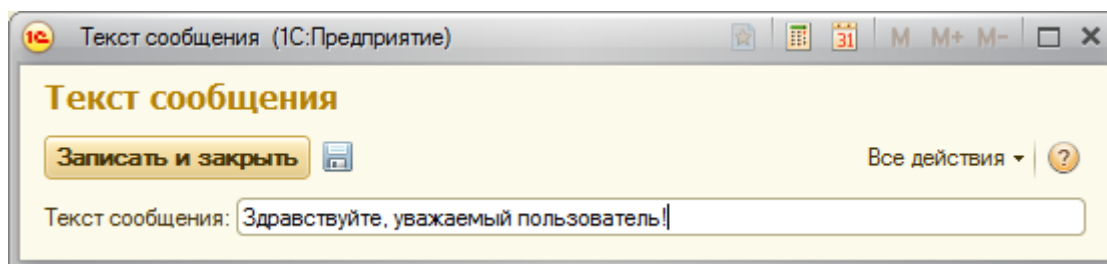 1С Текст сообщения (1С:Предприятие) 31 M M+ M-
Текст сообщения
Записать и закрыть Все действия ?
Текст сообщения: Здравствуйте, уважаемый пользователь!